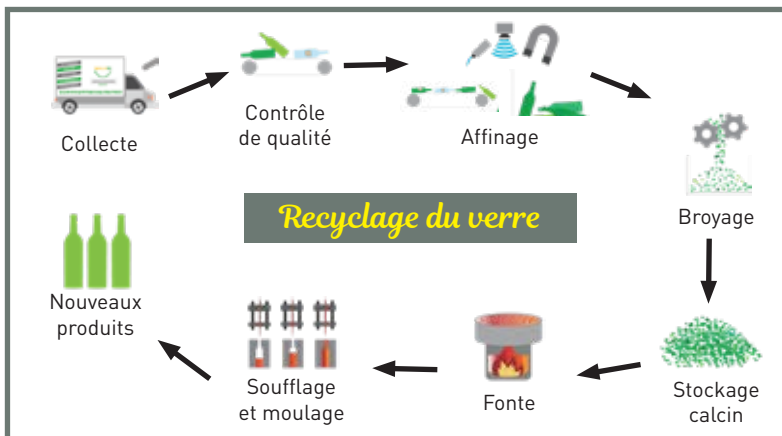 Collecte
Contrôle
de qualité
Affinage
Broyage
Recyclage du verre
Nouveaux
produits
Soufflage
et moulage
Fonte
Stockage
calcin